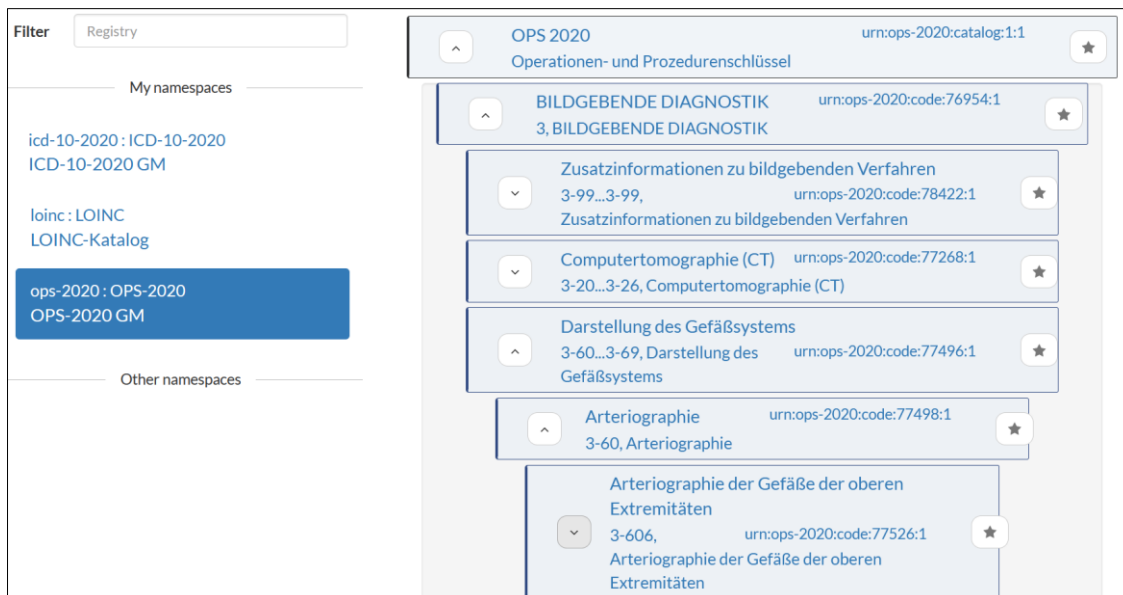 Filter
Registry
My namespaces
icd-10-2020 : ICD-10-2020
ICD-10-2020 GM
loinc : LOINC
LOINC-Katalog
ops-2020 : OPS-2020
OPS-2020 GM
Other namespaces
OPS 2020
urn:ops-2020:catalog:1:1
Operationen- und Prozedurenschlüssel
BILDGEBENDE DIAGNOSTIK
urn:ops-2020:code:76954:1
3, BILDGEBENDE DIAGNOSTIK
Zusatzinformationen zu bildgebenden Verfahren
3-99...3-99,
urn:ops-2020:code:78422:1
Zusatzinformationen zu bildgebenden Verfahren
Computertomographie (CT)
urn:ops-2020:code:77268:1
3-20...3-26, Computertomographie (CT)
Darstellung des Gefäßsystems
3-60...3-69, Darstellung des
urn:ops-2020:code:77496:1
Gefäßsystems
Arteriographie
urn:ops-2020:code:77498:1
3-60, Arteriographie
Arteriographie der Gefäße der oberen
Extremitäten
3-606,
urn:ops-2020:code:77526:1
Arteriographie der Gefäße der oberen
Extremitäten